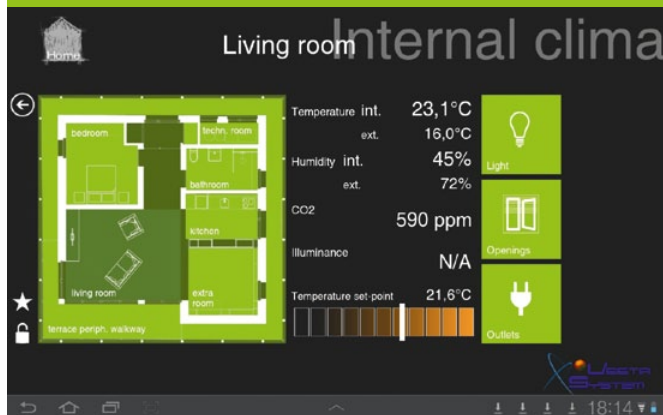 Home
Living room
Internal clima
bedroom
techn. room
bathroom
kitchen
living room
extra
room
terrace periph. walkway
Temperature int. 23,1°C
ext. 16,0°C
Humidity int. 45%
ext. 72%
CO2 590 ppm
Illuminance N/A
Temperature set-point 21,6°C
Light
Openings
Outlets
System
18:14